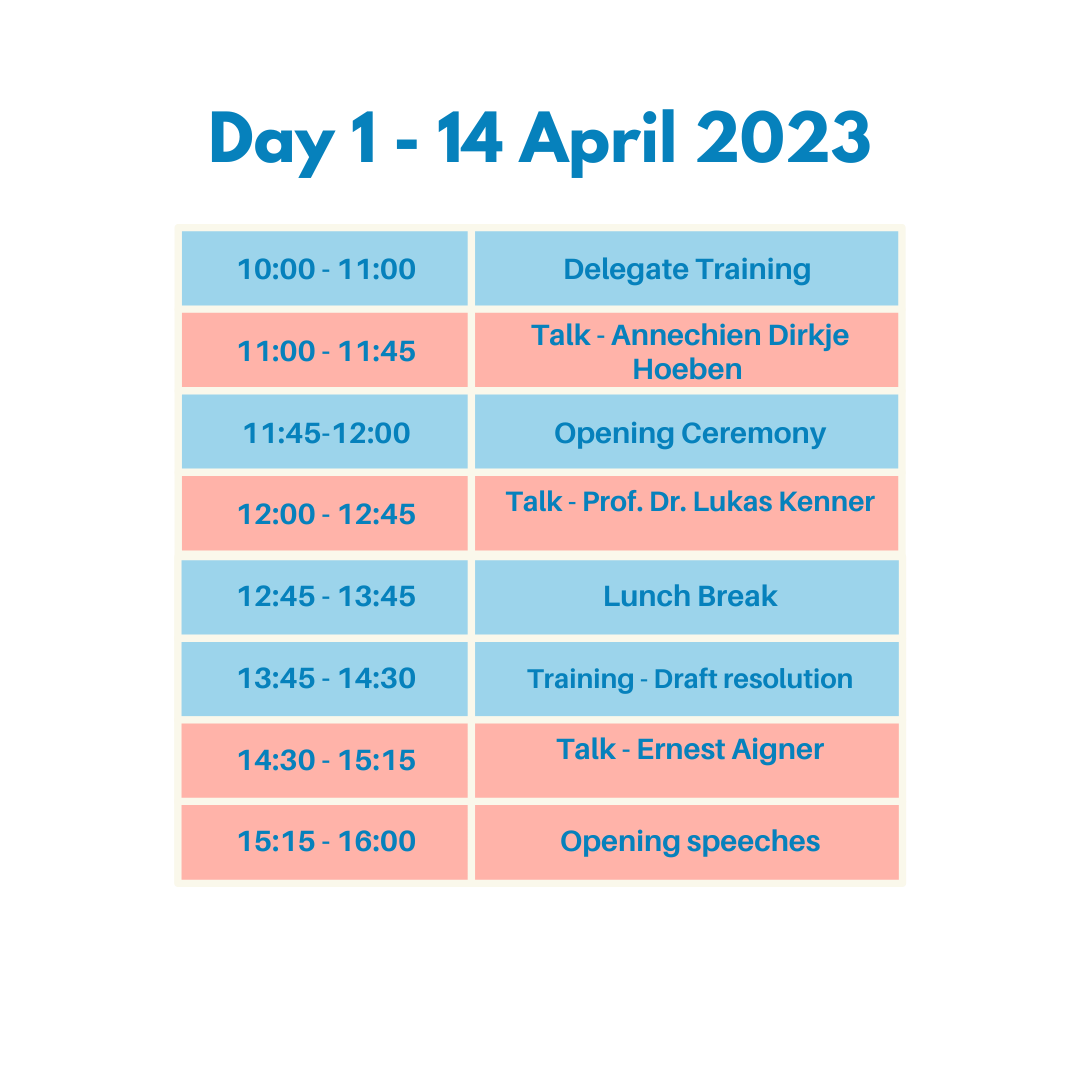 Day 1 - 14 April 2023
10:00 - 11:00 Delegate Training
11:00 - 11:45 Talk - Annechien Dirkje
Hoeben
11:45-12:00 Opening Ceremony
12:00 - 12:45 Talk - Prof. Dr. Lukas Kenner
12:45 - 13:45 Lunch Break
13:45 - 14:30 Training - Draft resolution
14:30 - 15:15 Talk - Ernest Aigner
15:15 - 16:00 Opening speeches